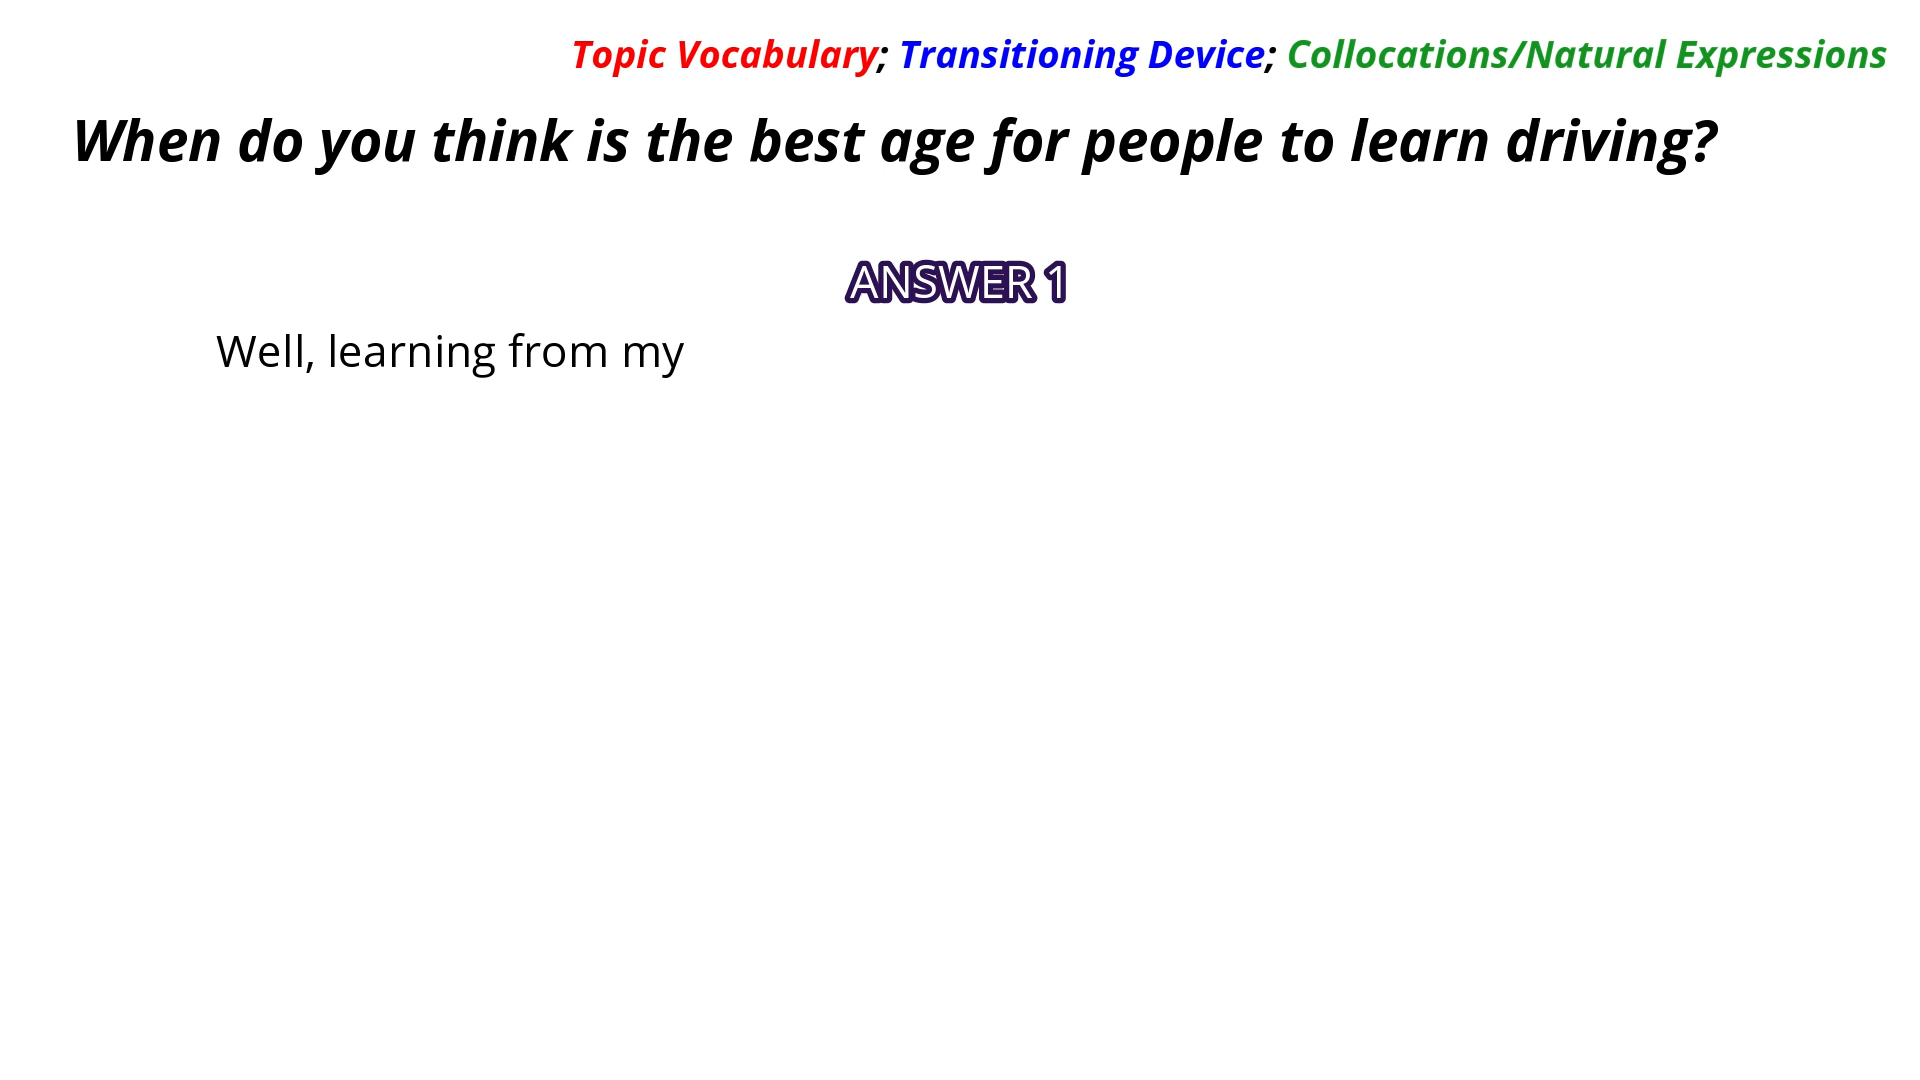 Topic Vocabulary; Transitioning Device; Collocations/Natural Expressions
When do you think is the best age for people to learn driving?
ANSWER 1
Well, learning from my